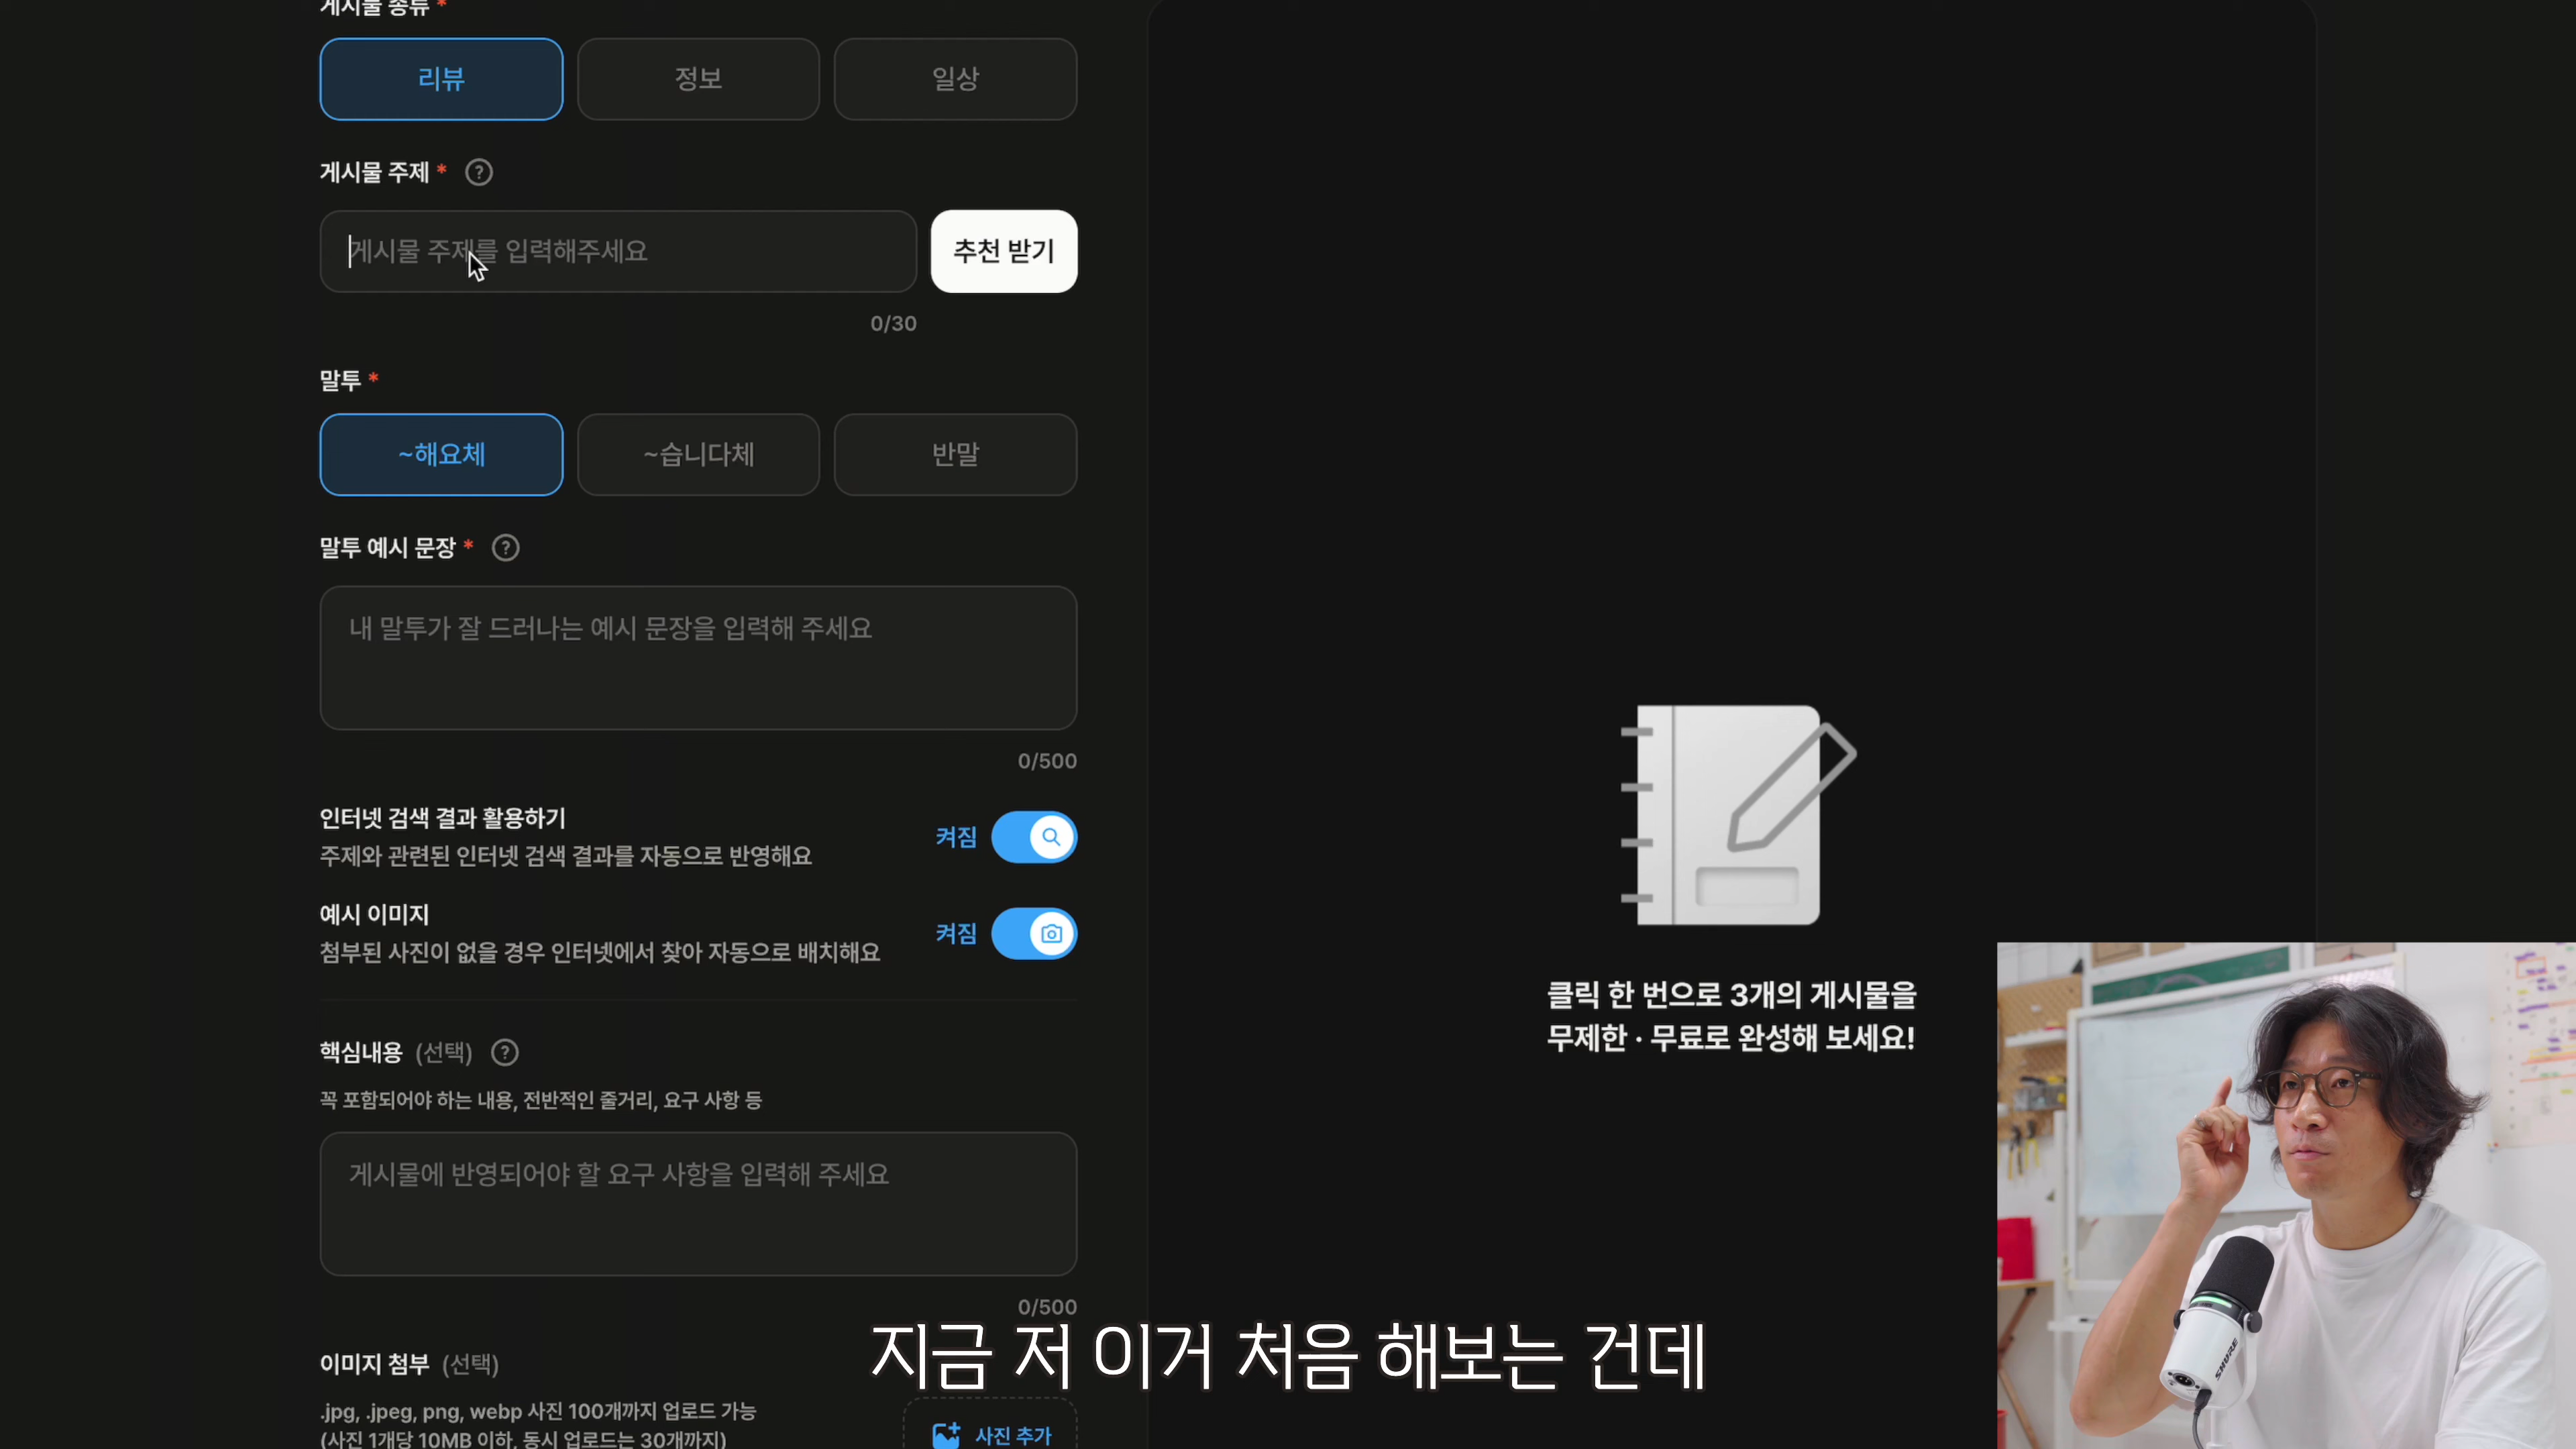 게시물 종류 *
리뷰
정보
일상
게시물 주제 * ?
게시물 주제를 입력해주세요
추천 받기
0/30
말투 *
~해요체
~습니다체
반말
말투 예시 문장 * ?
내 말투가 잘 드러나는 예시 문장을 입력해 주세요
0/500
인터넷 검색 결과 활용하기
주제와 관련된 인터넷 검색 결과를 자동으로 반영해요
켜짐
예시 이미지
첨부된 사진이 없을 경우 인터넷에서 찾아 자동으로 배치해요
켜짐
핵심내용 (선택) ?
꼭 포함되어야 하는 내용, 전반적인 줄거리, 요구 사항 등
게시물에 반영되어야 할 요구 사항을 입력해 주세요
0/500
이미지 첨부 (선택)
.jpg, .jpeg, png, webp 사진 100개까지 업로드 가능
(사진 1개당 10MB 이하, 동시 업로드는 30개까지)
사진 추가
클릭 한 번으로 3개의 게시물을
무제한 · 무료로 완성해 보세요!
SHURE
지금 저 이거 처음 해보는 건데